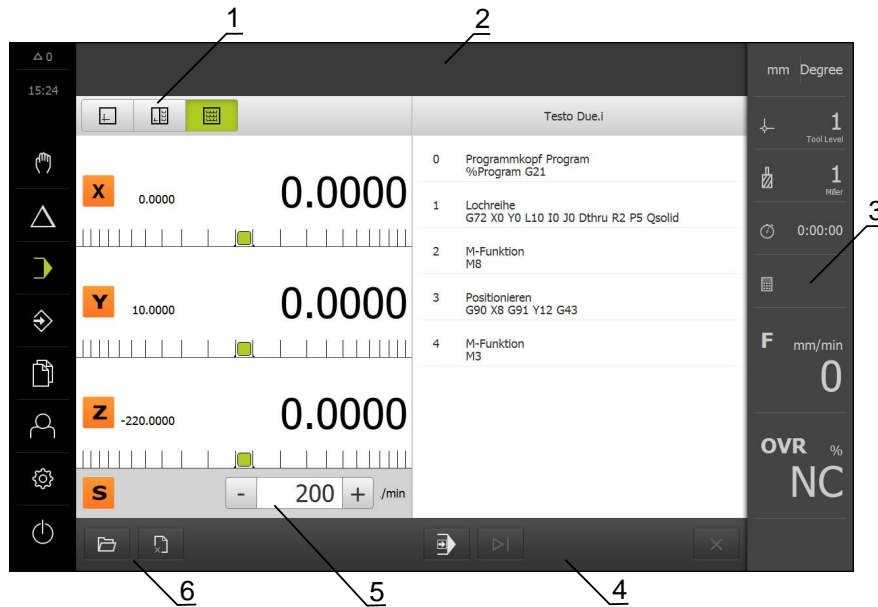 1
2
△ 0
15:24
mm Degree
Testo Due.i
1
Tool Level
1
Miller
3
0:00:00
X 0.0000 0.0000
Y 10.0000 0.0000
Z -220.0000 0.0000
S - 200 + /min
0 Programmkopf Program
%Program G21
1 Lochreihe
G72 X0 Y0 L10 I0 J0 Dthru R2 P5 Qsolid
2 M-Funktion
M8
3 Positionieren
G90 X8 G91 Y12 G43
4 M-Funktion
M3
F mm/min
0
OVR %
NC
6
5
4